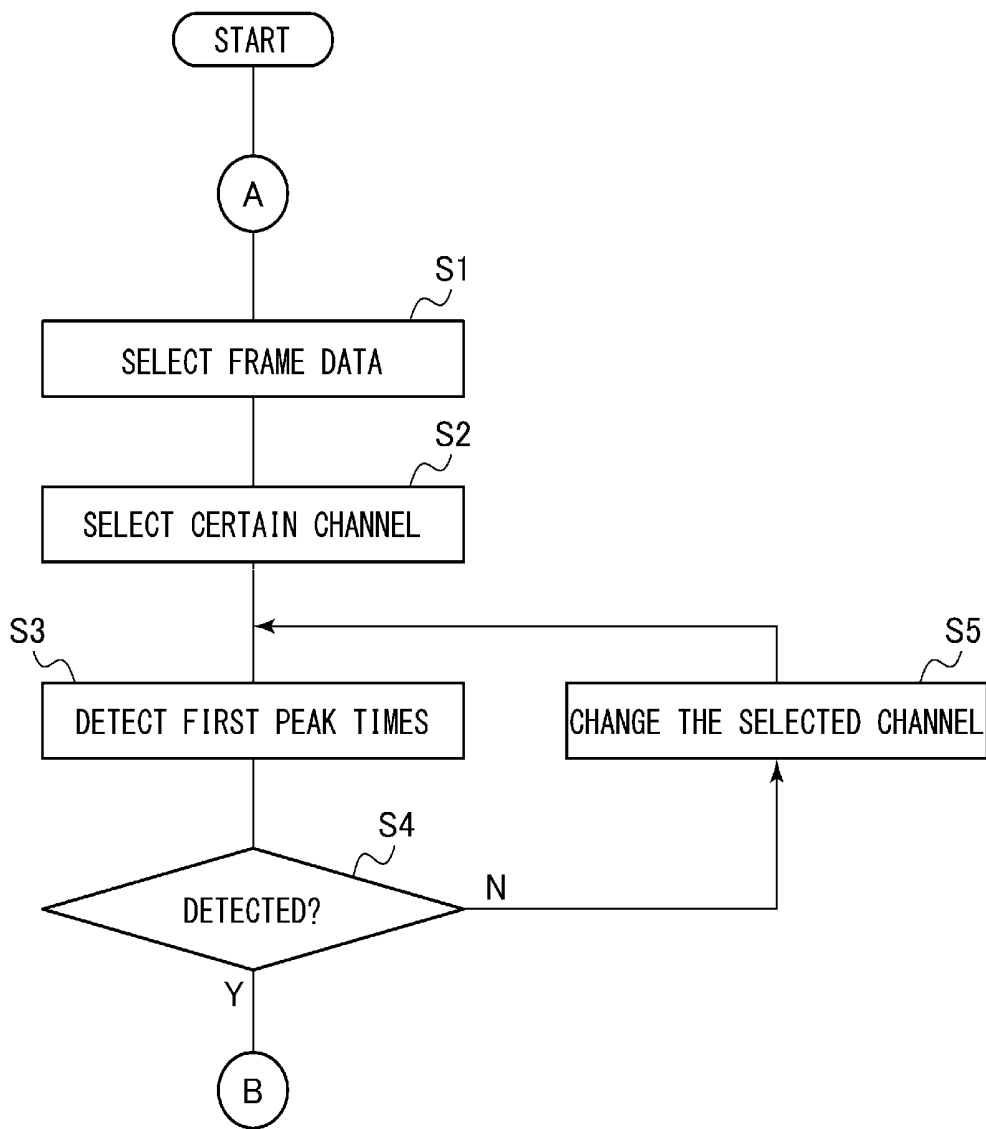 START
A
S1
SELECT FRAME DATA
S2
SELECT CERTAIN CHANNEL
S3
DETECT FIRST PEAK TIMES
S5
CHANGE THE SELECTED CHANNEL
S4
DETECTED?
N
Y
B